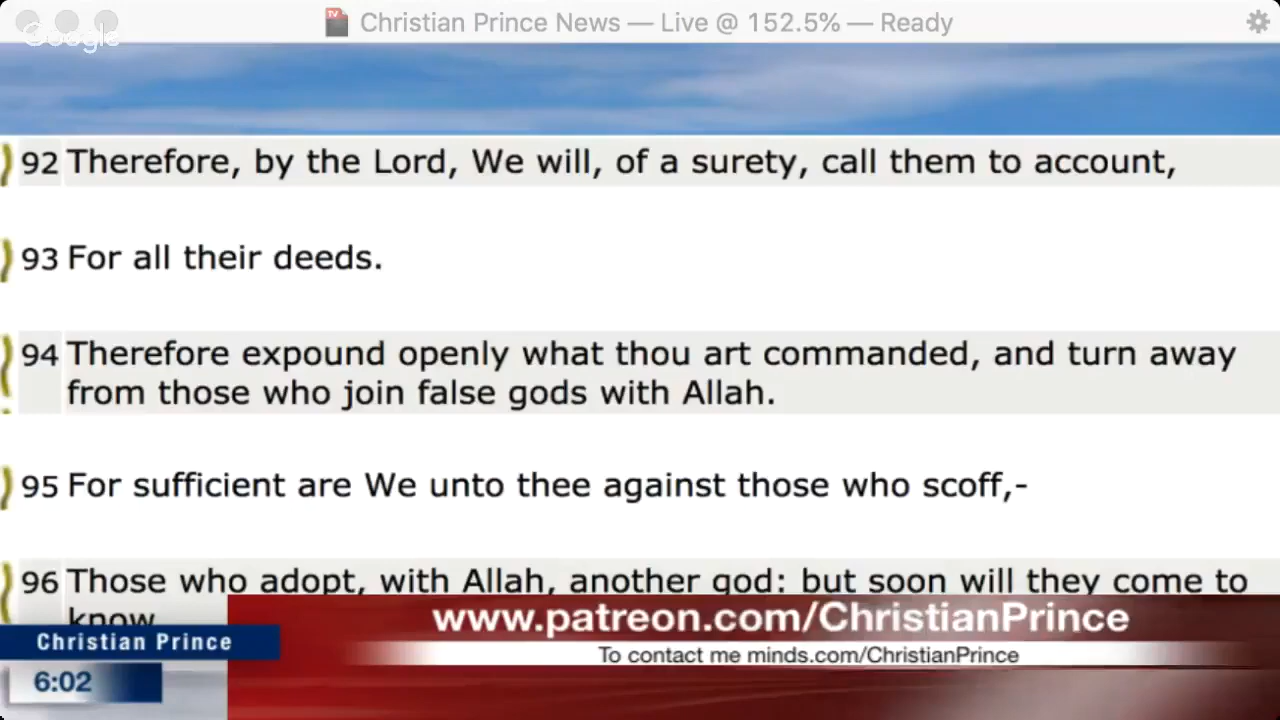 Christian Prince News — Live @ 152.5% — Ready
Google
92 Therefore, by the Lord, We will, of a surety, call them to account,
93 For all their deeds.
94 Therefore expound openly what thou art commanded, and turn away
from those who join false gods with Allah.
95 For sufficient are We unto thee against those who scoff,-
96 Those who adopt, with Allah, another god: but soon will they come to
know.
www.patreon.com/ChristianPrince
Christian Prince
To contact me minds.com/ChristianPrince
6:02